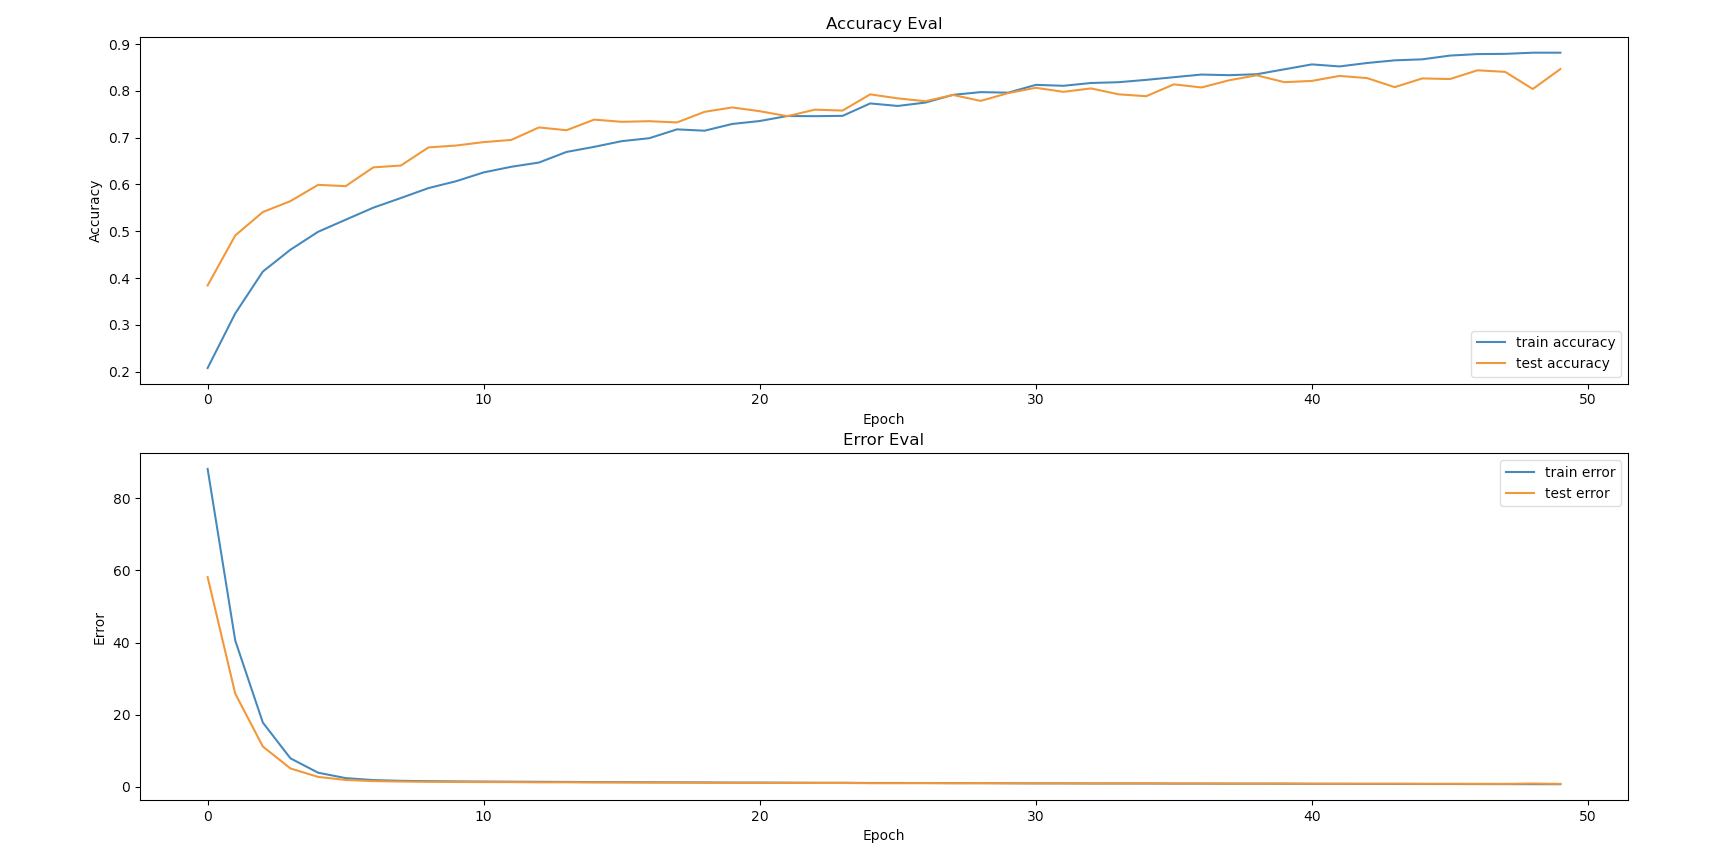 Accuracy Eval
0.9
0.8
0.7
0.6
0.5
0.4
0.3
0.2
Accuracy
train accuracy
test accuracy
0 10 20 30 40 50
Epoch
Error Eval
80
60
40
20
0
Error
train error
test error
0 10 20 30 40 50
Epoch